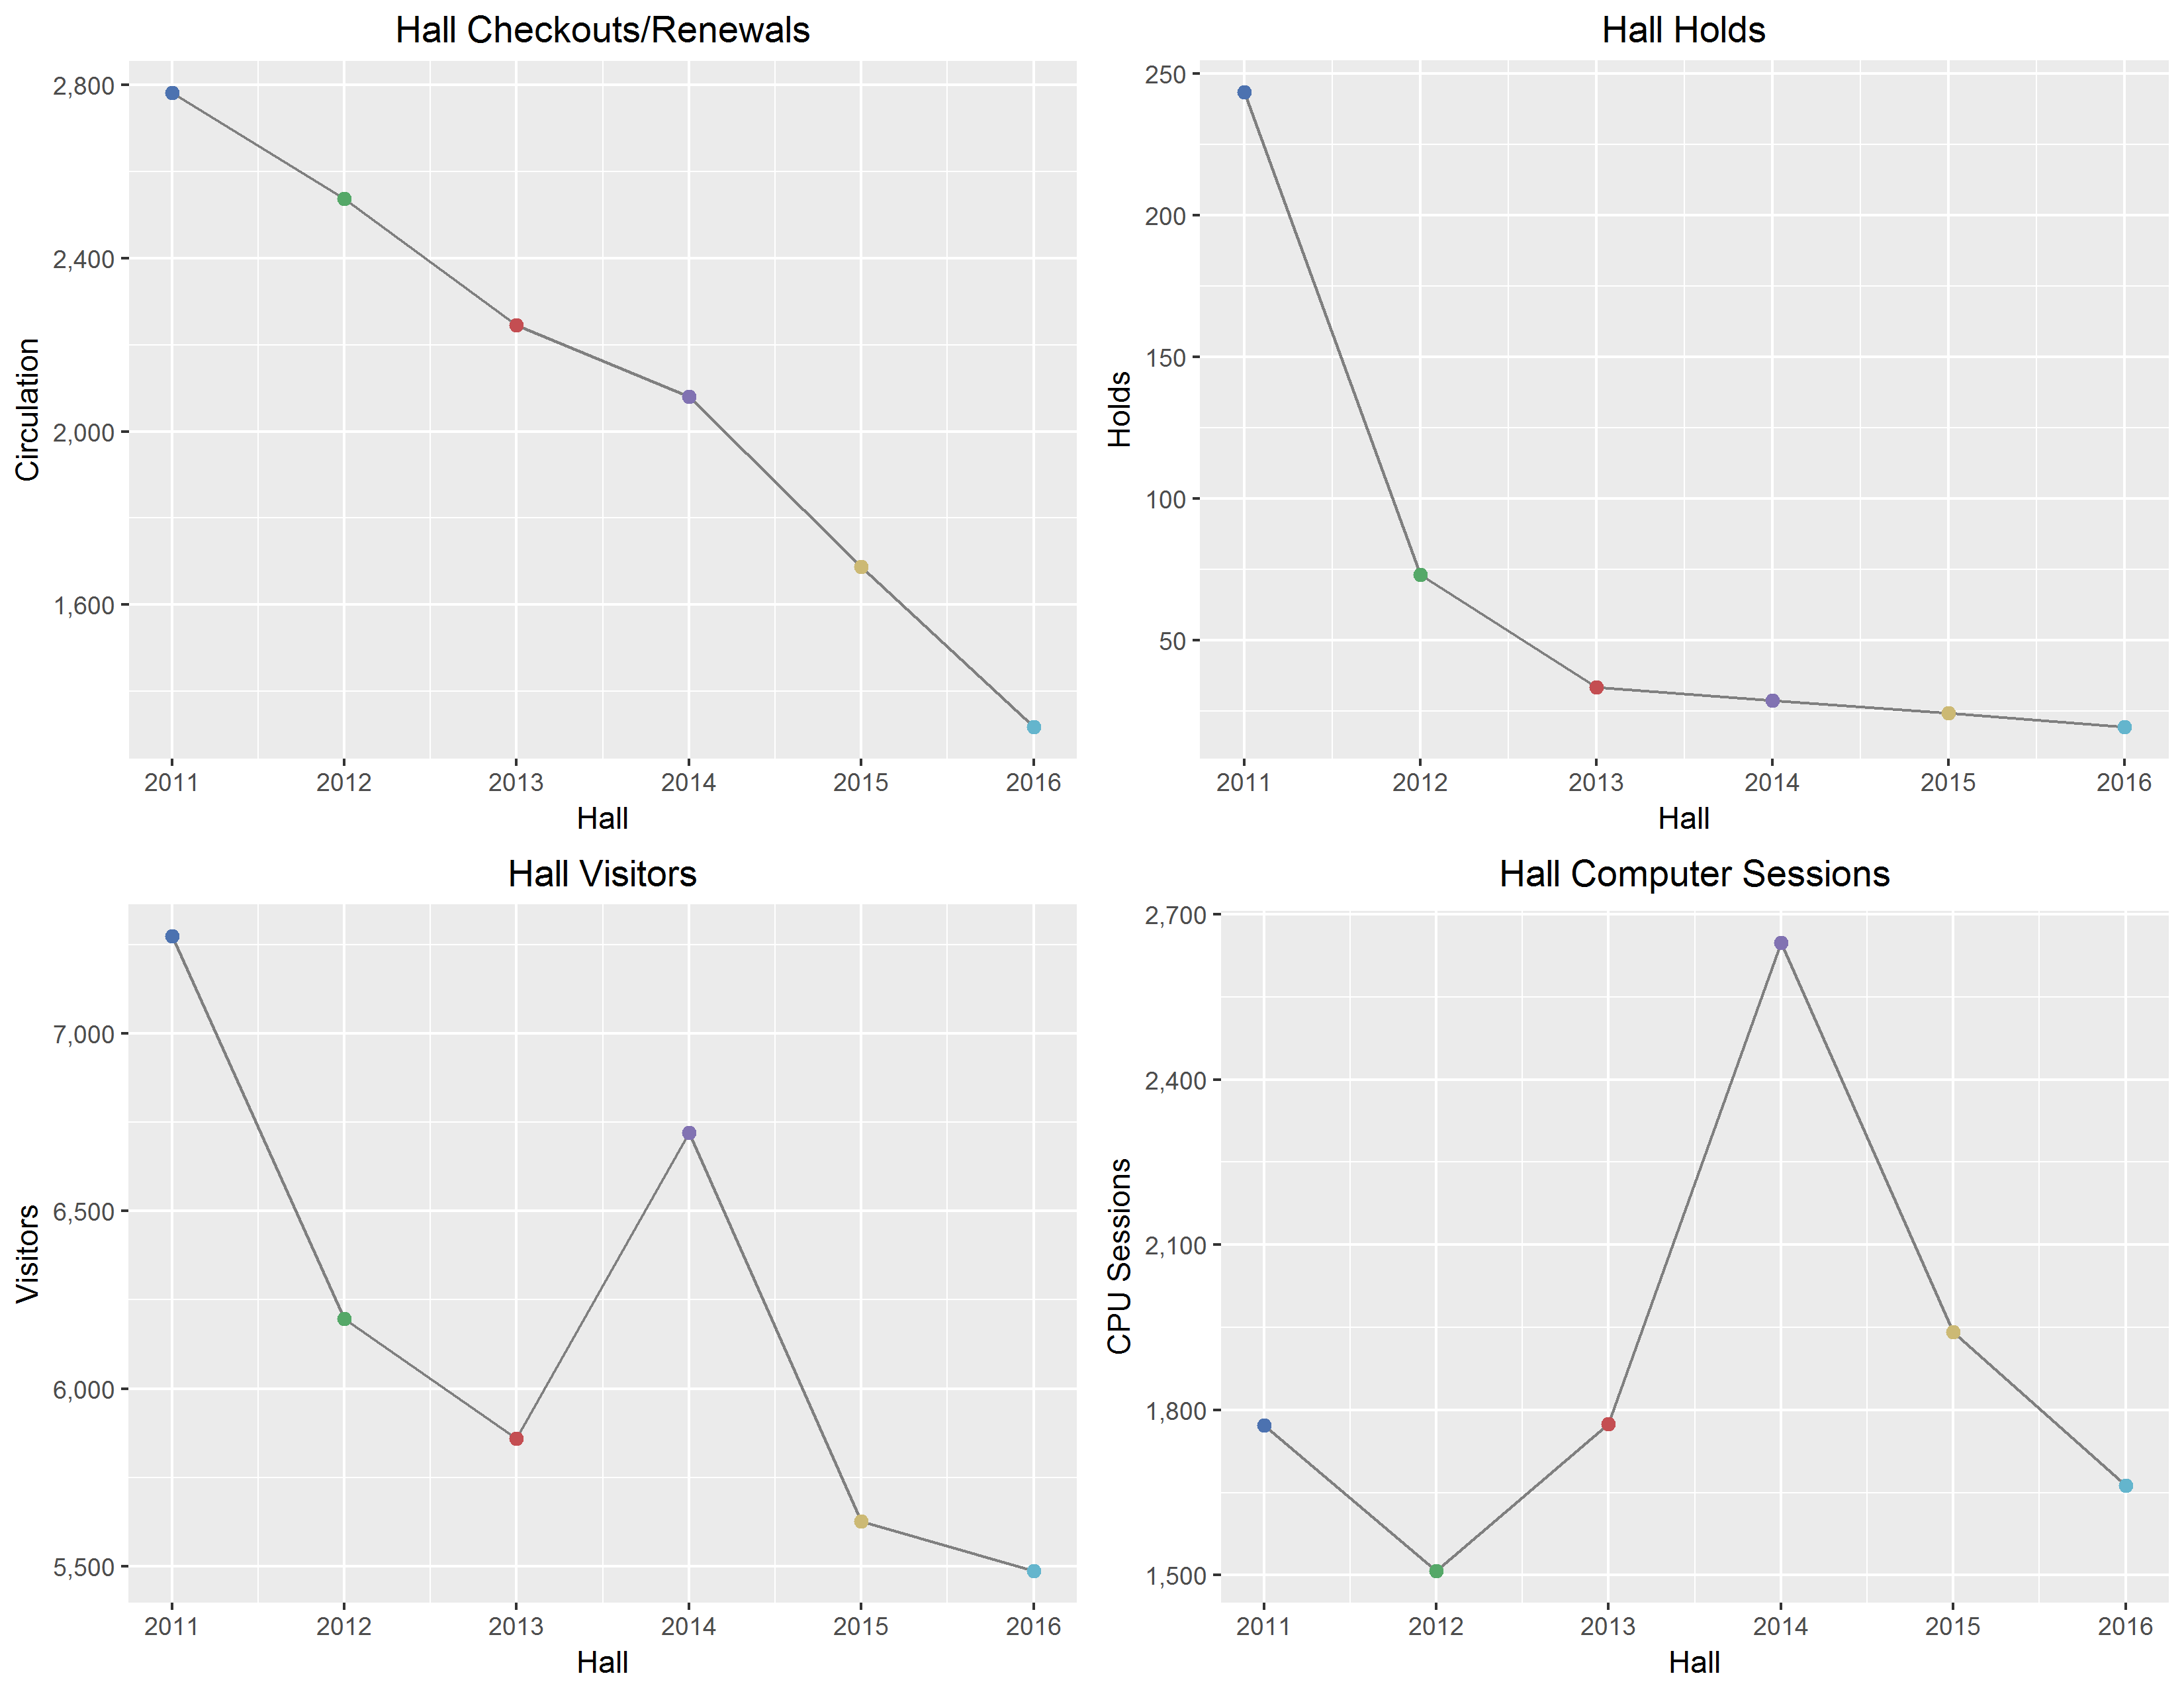 Hall Checkouts/Renewals
2,800
2,400
2,000
1,600
Circulation
2011 2012 2013 2014 2015 2016
Hall
Hall Holds
250
200
150
100
50
Holds
2011 2012 2013 2014 2015 2016
Hall
Hall Visitors
7,000
6,500
6,000
5,500
Visitors
2011 2012 2013 2014 2015 2016
Hall
Hall Computer Sessions
2,700
2,400
2,100
1,800
1,500
CPU Sessions
2011 2012 2013 2014 2015 2016
Hall